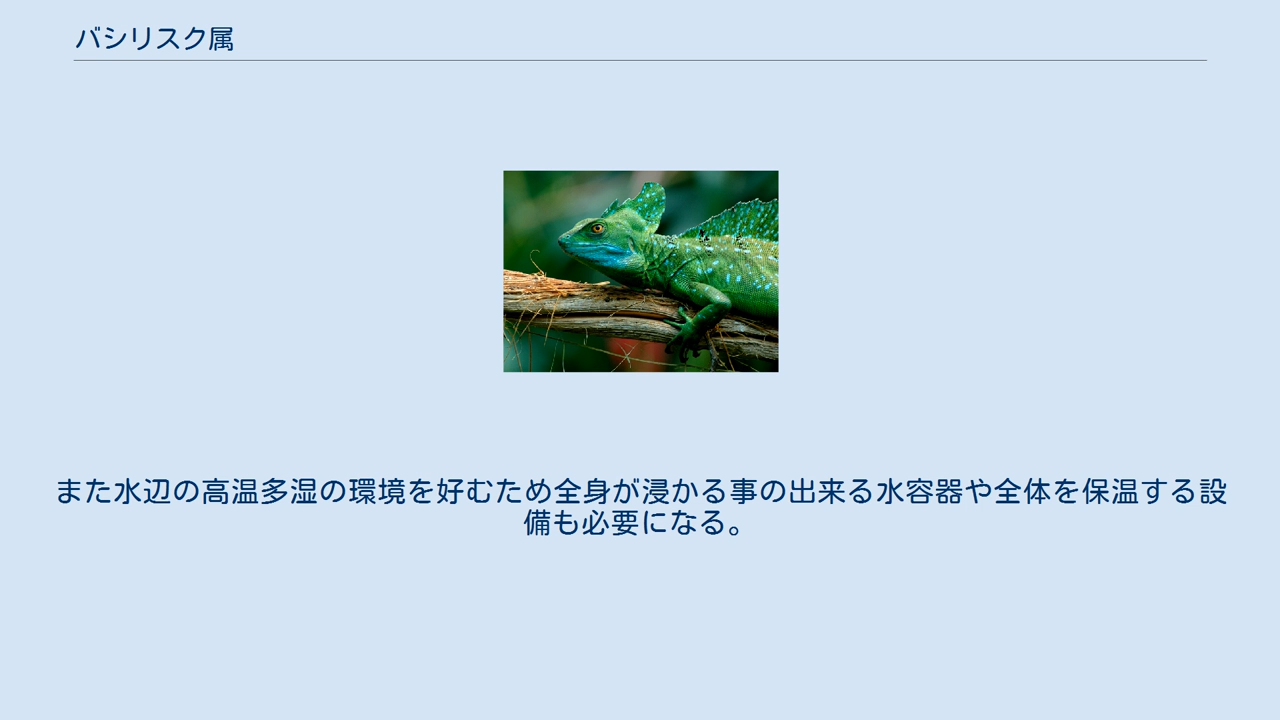 バシリスク属
また水辺の高温多湿の環境を好むため全身が浸かる事の出来る水容器や全体を保温する設
備も必要になる。